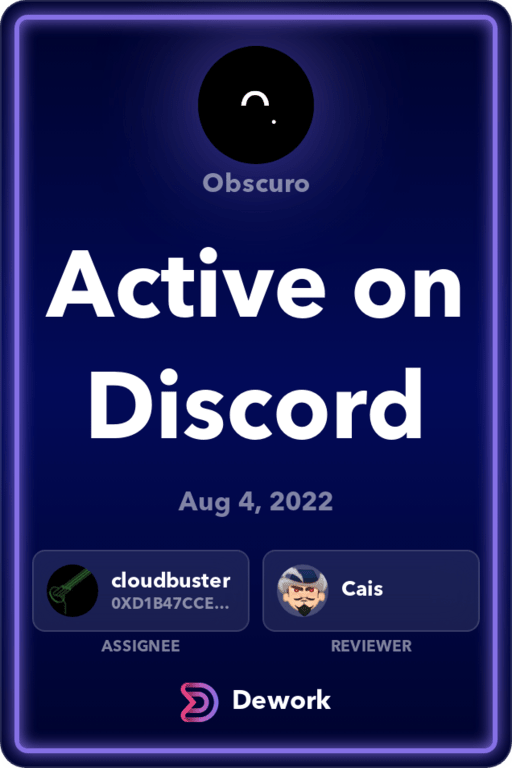 Obscuro
Active on
Discord
Aug 4, 2022
cloudbuster
0XD1B47CCE...
Cais
ASSIGNEE
REVIEWER
Dework